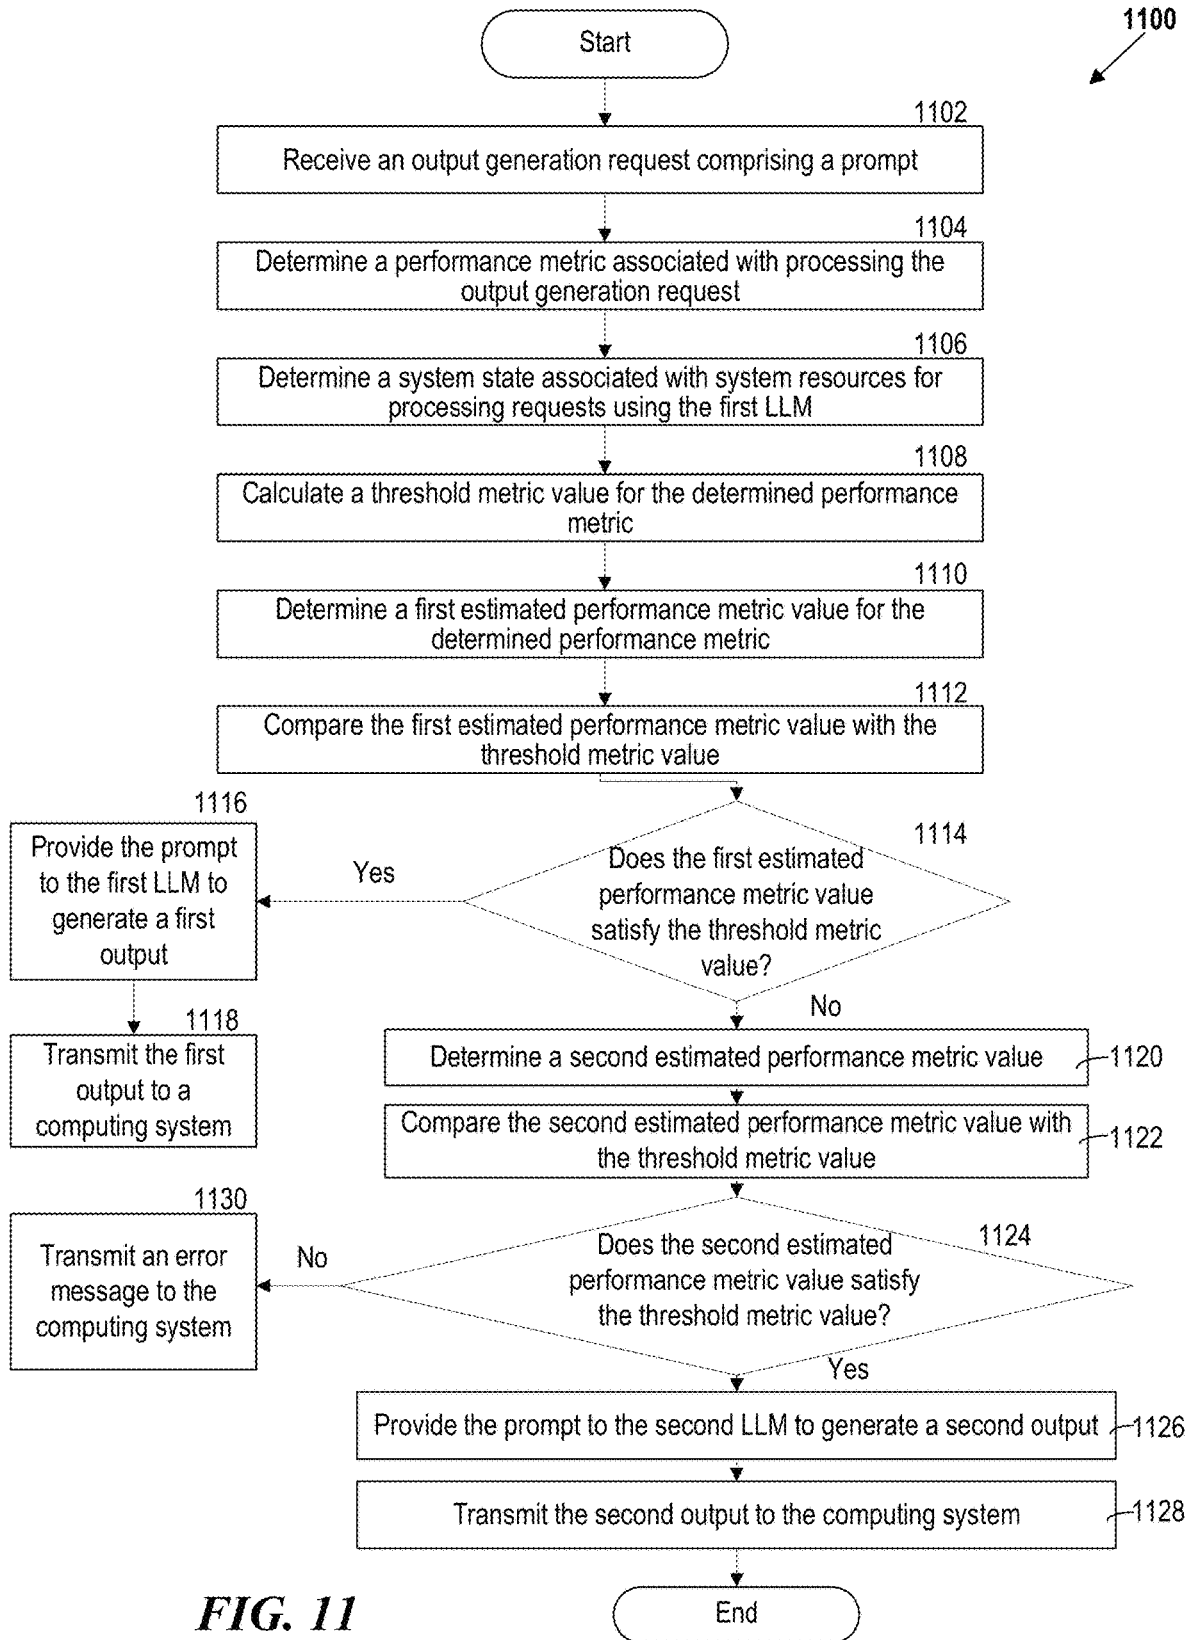 1100
Start
1102
Receive an output generation request comprising a prompt
1104
Determine a performance metric associated with processing the
output generation request
1106
Determine a system state associated with system resources for
processing requests using the first LLM
1108
Calculate a threshold metric value for the determined performance
metric
1110
Determine a first estimated performance metric value for the
determined performance metric
1112
Compare the first estimated performance metric value with the
threshold metric value
1114
Does the first estimated
performance metric value
satisfy the threshold metric
value?
Yes
1116
Provide the prompt
to the first LLM to
generate a first
output
1118
Transmit the first
output to a
computing system
No
Determine a second estimated performance metric value
1120
Compare the second estimated performance metric value with
the threshold metric value
1122
1124
Does the second estimated
performance metric value satisfy
the threshold metric value?
No
1130
Transmit an error
message to the
computing system
Yes
Provide the prompt to the second LLM to generate a second output
1126
Transmit the second output to the computing system
1128
End
FIG. 11